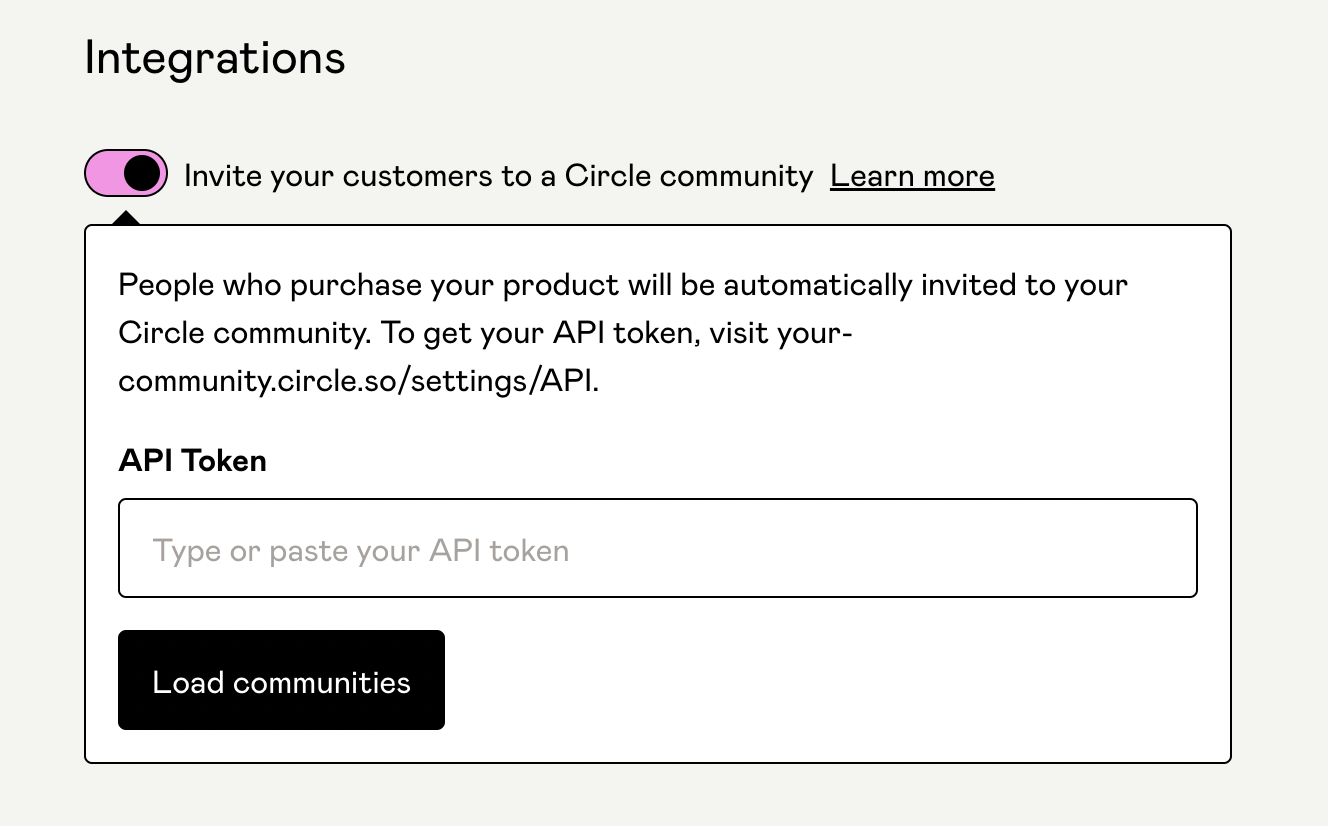 Integrations
Invite your customers to a Circle community Learn more
People who purchase your product will be automatically invited to your
Circle community. To get your API token, visit your-
community.circle.so/settings/API.
API Token
Type or paste your API token
Load communities